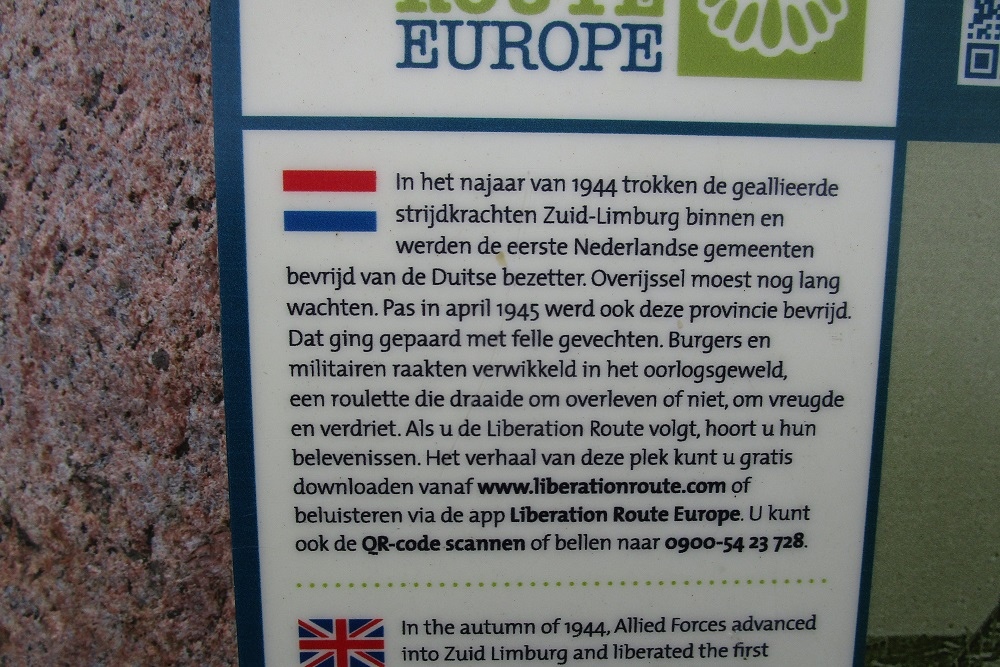 ROUTE
EUROPE
In het najaar van 1944 trokken de geallieerde
strijdkrachten Zuid-Limburg binnen en
werden de eerste Nederlandse gemeenten
bevrijd van de Duitse bezetter. Overijssel moest nog lang
wachten. Pas in april 1945 werd ook deze provincie bevrijd.
Dat ging gepaard met felle gevechten. Burgers en
militairen raakten verwikkeld in het oorlogsgeweld,
een roulette die draaide om overleven of niet, om vreugde
en verdriet. Als u de Liberation Route volgt, hoort u hun
belevenissen. Het verhaal van deze plek kunt u gratis
downloaden vanaf www.liberationroute.com of
beluisteren via de app Liberation Route Europe. U kunt
ook de QR-code scannen of bellen naar 0900-54 23 728.
In the autumn of 1944, Allied Forces advanced
into Zuid Limburg and liberated the first